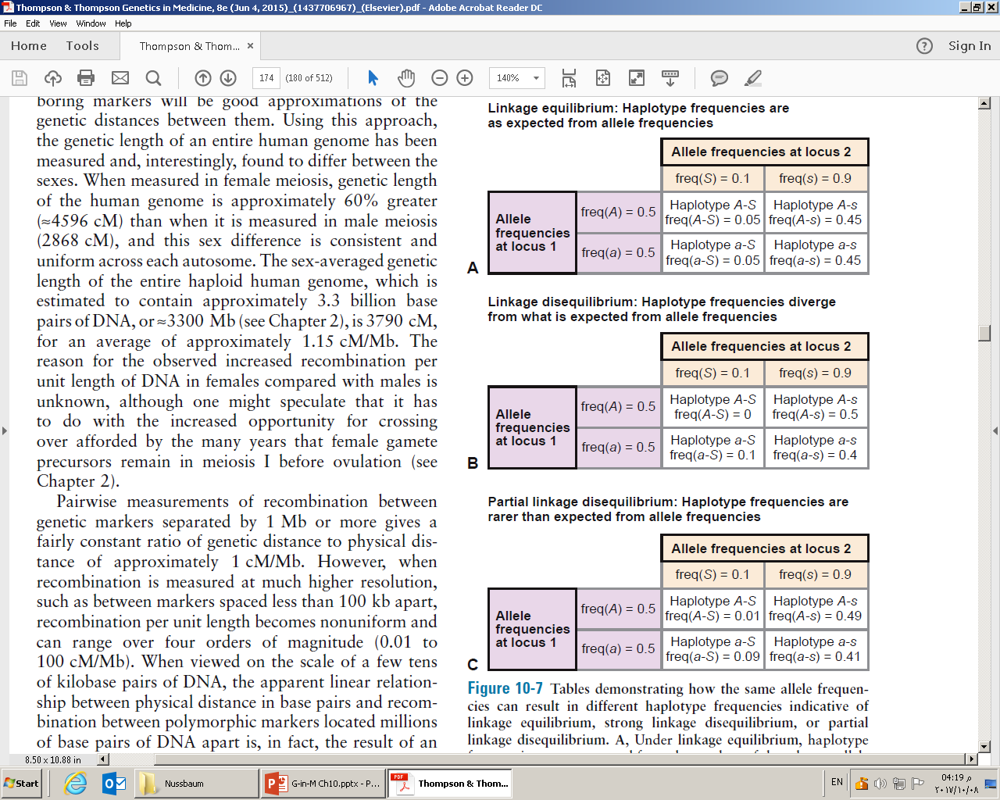 Thompson & Thompson Genetics in Medicine, 8e (Jun 4, 2015)_(1437706967)_(Elsevier).pdf - Adobe Acrobat Reader DC
File Edit View Window Help
Home Tools Thompson & Thom... × ? Sign In
174 (180 of 512) 140%
boring markers will be good approximations of the
genetic distances between them. Using this approach,
the genetic length of an entire human genome has been
measured and, interestingly, found to differ between the
sexes. When measured in female meiosis, genetic length
of the human genome is approximately 60% greater
(≈4596 cM) than when it is measured in male meiosis
(2868 cM), and this sex difference is consistent and
uniform across each autosome. The sex-averaged genetic
length of the entire haploid human genome, which is
estimated to contain approximately 3.3 billion base
pairs of DNA, or ≈3300 Mb (see Chapter 2), is 3790 cM,
for an average of approximately 1.15 cM/Mb. The
reason for the observed increased recombination per
unit length of DNA in females compared with males is
unknown, although one might speculate that it has
to do with the increased opportunity for crossing
over afforded by the many years that female gamete
precursors remain in meiosis I before ovulation (see
Chapter 2).
Pairwise measurements of recombination between
genetic markers separated by 1 Mb or more gives a
fairly constant ratio of genetic distance to physical dis-
tance of approximately 1 cM/Mb. However, when
recombination is measured at much higher resolution,
such as between markers spaced less than 100 kb apart,
recombination per unit length becomes nonuniform and
can range over four orders of magnitude (0.01 to
100 cM/Mb). When viewed on the scale of a few tens
of kilobase pairs of DNA, the apparent linear relation-
ship between physical distance in base pairs and recom-
bination between polymorphic markers located millions
of base pairs of DNA apart is, in fact, the result of an
Linkage equilibrium: Haplotype frequencies are
as expected from allele frequencies
Allele frequencies at locus 2
freq(S) = 0.1 freq(s) = 0.9
Allele
frequencies
at locus 1
freq(A) = 0.5
Haplotype A-S Haplotype A-s
freq(A-S) = 0.05 freq(A-s) = 0.45
freq(a) = 0.5
Haplotype a-S Haplotype a-s
freq(a-S) = 0.05 freq(a-s) = 0.45
A
Linkage disequilibrium: Haplotype frequencies diverge
from what is expected from allele frequencies
Allele frequencies at locus 2
freq(S) = 0.1 freq(s) = 0.9
Allele
frequencies
at locus 1
freq(A) = 0.5
Haplotype A-S Haplotype A-s
freq(A-S) = 0 freq(A-s) = 0.5
freq(a) = 0.5
Haplotype a-S Haplotype a-s
freq(a-S) = 0.1 freq(a-s) = 0.4
B
Partial linkage disequilibrium: Haplotype frequencies are
rarer than expected from allele frequencies
Allele frequencies at locus 2
freq(S) = 0.1 freq(s) = 0.9
Allele
frequencies
at locus 1
freq(A) = 0.5
Haplotype A-S Haplotype A-s
freq(A-S) = 0.01 freq(A-s) = 0.49
freq(a) = 0.5
Haplotype a-S Haplotype a-s
freq(a-S) = 0.09 freq(a-s) = 0.41
C
Figure 10-7 Tables demonstrating how the same allele frequen-
cies can result in different haplotype frequencies indicative of
linkage equilibrium, strong linkage disequilibrium, or partial
linkage disequilibrium. A, Under linkage equilibrium, haplotype
8.50 x 10.88 in
Start Nussbaum G-in-M Ch10.pptx - P... Thompson & Thom... EN 04:19 م
٢٠١٧/١٠/٠٨